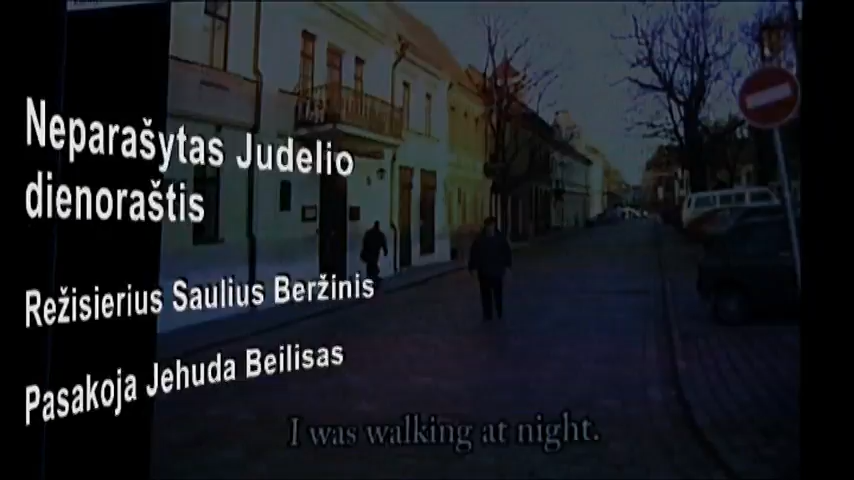 Neparašytas Judelio
dienoraštis
Režisierius Saulius Beržinis
Pasakoja Jehuda Beilisas
I was walking at night.